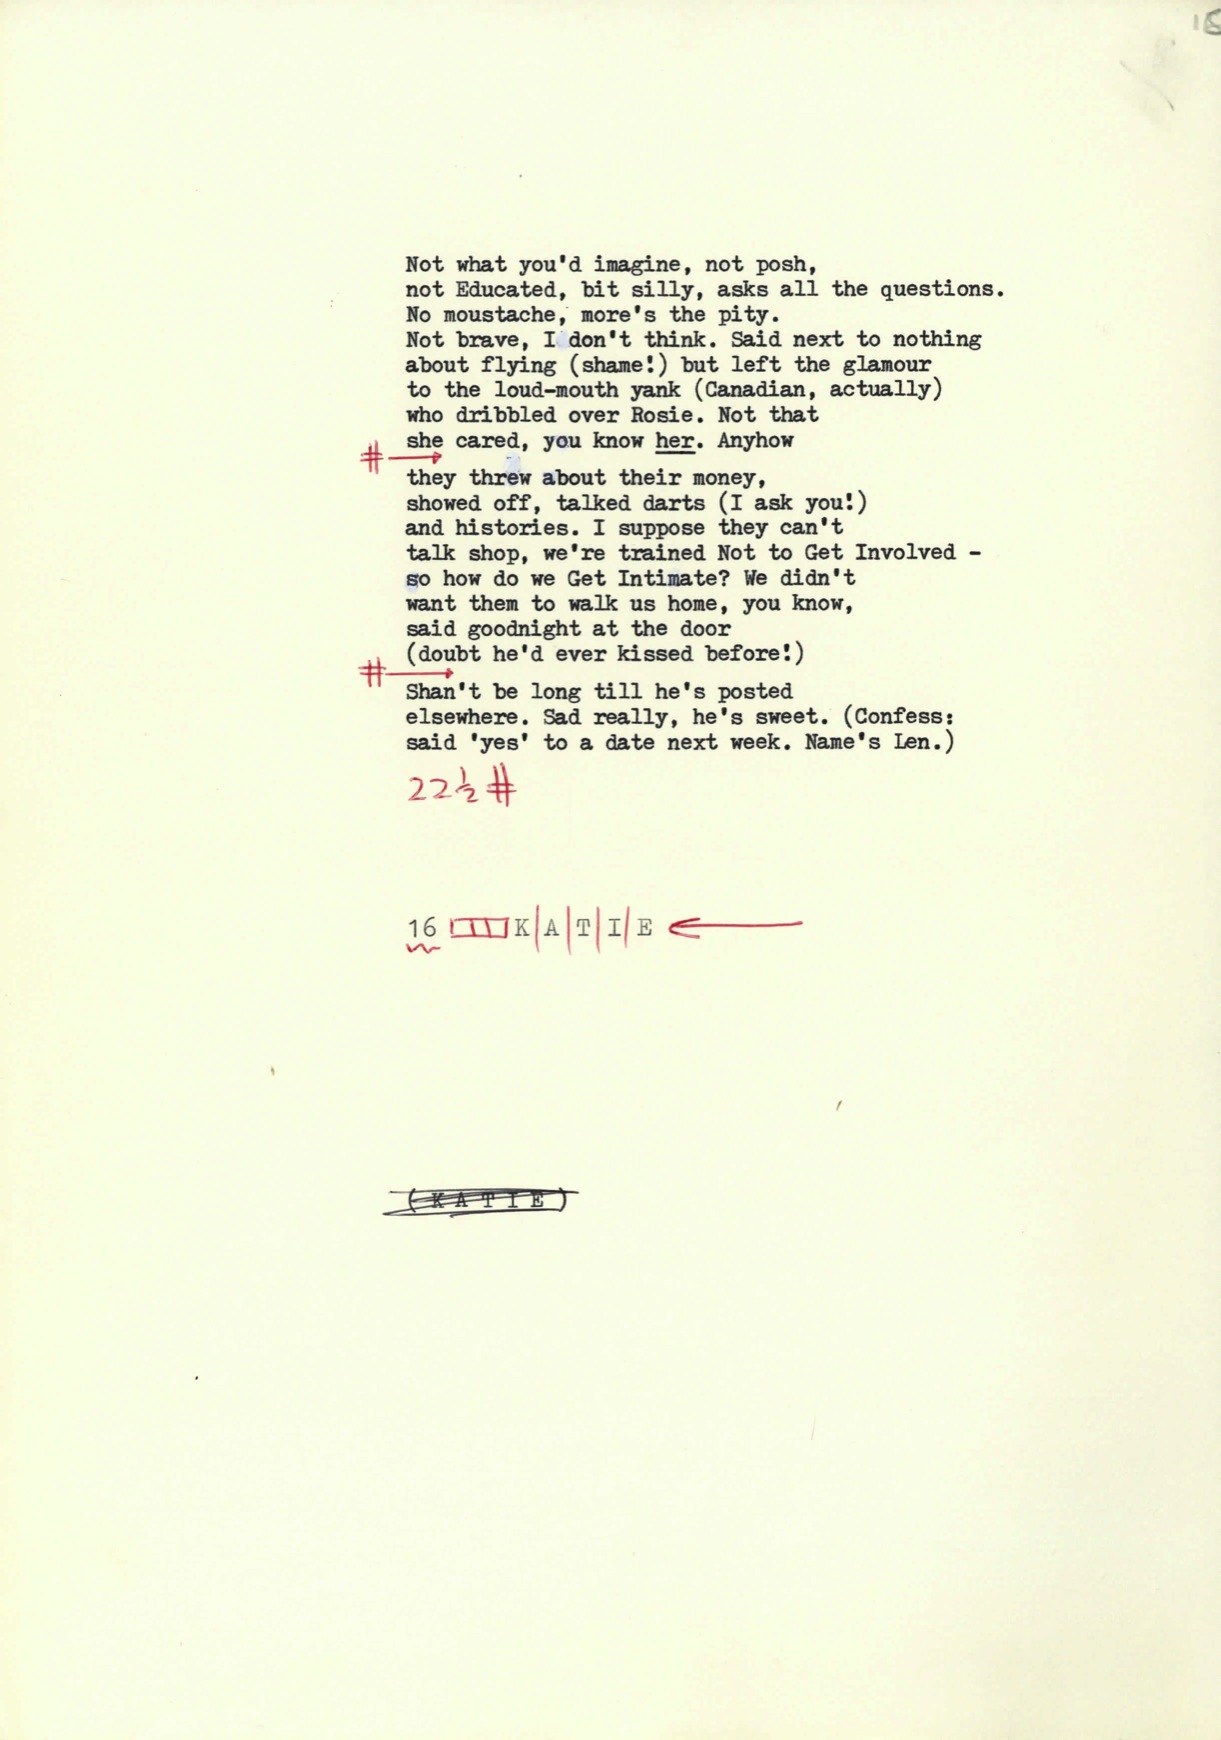 16
Not what you'd imagine, not posh,
not Educated, bit silly, asks all the questions.
No moustache, more's the pity.
Not brave, I don't think. Said next to nothing
about flying (shame!) but left the glamour
to the loud-mouth yank (Canadian, actually)
who dribbled over Rosie. Not that
she cared, you know her. Anyhow
#
they threw about their money,
showed off, talked darts (I ask you!)
and histories. I suppose they can't
talk shop, we're trained Not to Get Involved -
so how do we Get Intimate? We didn't
want them to walk us home, you know,
said goodnight at the door
(doubt he'd ever kissed before!)
#
Shan't be long till he's posted
elsewhere. Sad really, he's sweet. (Confess:
said 'yes' to a date next week. Name's Len.)
22½ #
16 K|A|T|I|E
(K A T I E)